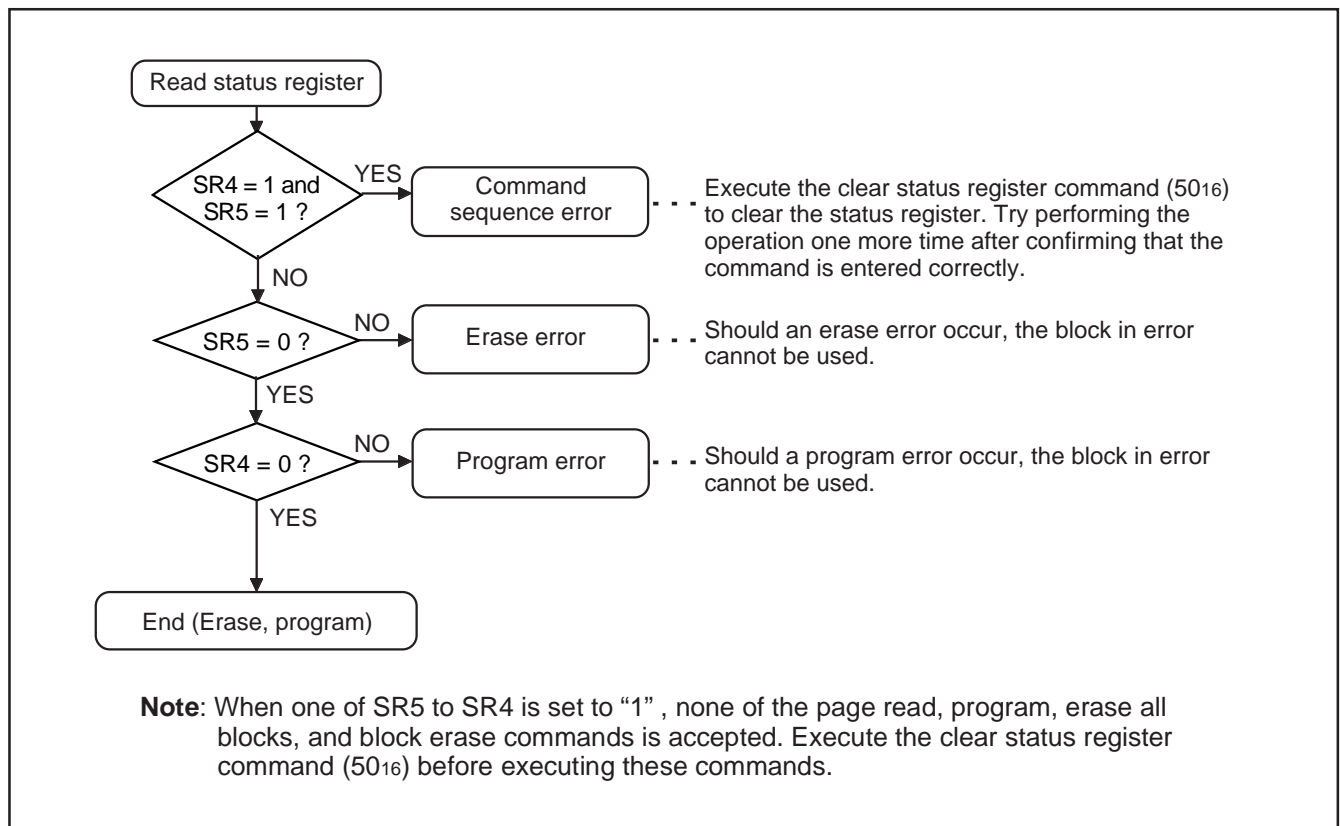 Read status register
SR4 = 1 and
SR5 = 1 ?
YES
Command
sequence error
Execute the clear status register command (5016)
to clear the status register. Try performing the
operation one more time after confirming that the
command is entered correctly.
NO
SR5 = 0 ?
NO
Erase error
Should an erase error occur, the block in error
cannot be used.
YES
SR4 = 0 ?
NO
Program error
Should a program error occur, the block in error
cannot be used.
YES
End (Erase, program)
Note: When one of SR5 to SR4 is set to “1” , none of the page read, program, erase all
blocks, and block erase commands is accepted. Execute the clear status register
command (5016) before executing these commands.